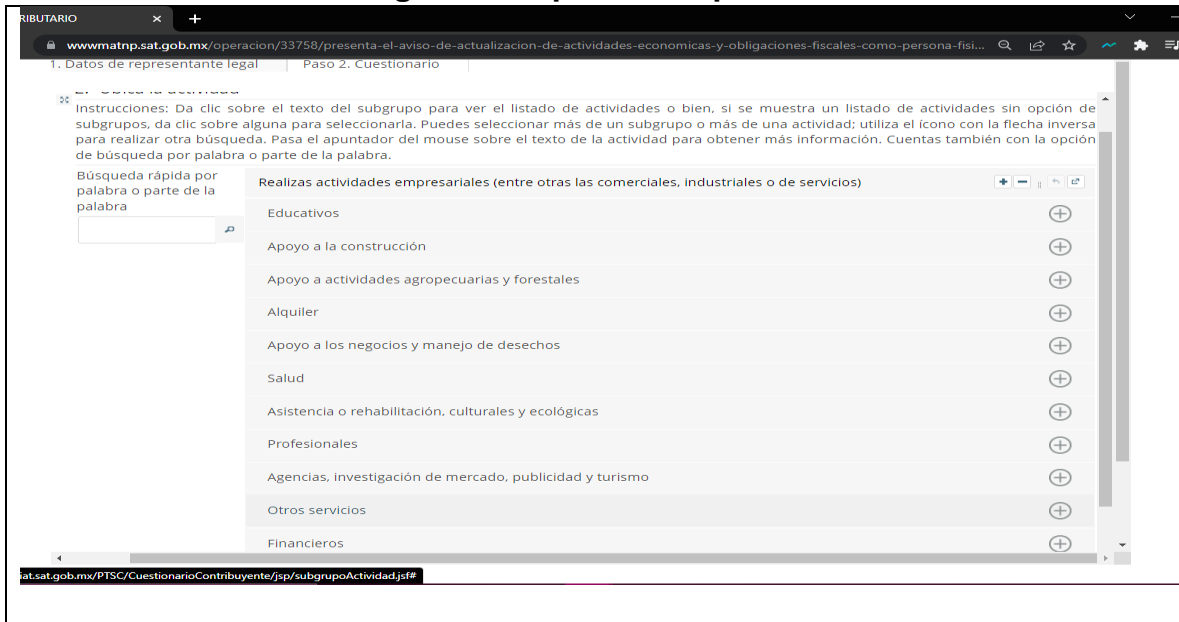 RIBUTARIO
wwwmatnp.sat.gob.mx/operacion/33758/presenta-el-aviso-de-actualizacion-de-actividades-economicas-y-obligaciones-fiscales-como-persona-fisi...
1. Datos de representante legal Paso 2. Cuestionario
2. Ubica la actividad
Instrucciones: Da clic sobre el texto del subgrupo para ver el listado de actividades o bien, si se muestra un listado de actividades sin opción de
subgrupos, da clic sobre alguna para seleccionarla. Puedes seleccionar más de un subgrupo o más de una actividad; utiliza el ícono con la flecha inversa
para realizar otra búsqueda. Pasa el apuntador del mouse sobre el texto de la actividad para obtener más información. Cuentas también con la opción
de búsqueda por palabra o parte de la palabra.
Búsqueda rápida por
palabra o parte de la
palabra
Realizas actividades empresariales (entre otras las comerciales, industriales o de servicios)
Educativos
Apoyo a la construcción
Apoyo a actividades agropecuarias y forestales
Alquiler
Apoyo a los negocios y manejo de desechos
Salud
Asistencia o rehabilitación, culturales y ecológicas
Profesionales
Agencias, investigación de mercado, publicidad y turismo
Otros servicios
Financieros
iat.sat.gob.mx/PTSC/CuestionarioContribuyente/jsp/subgrupoActividad.jsf#